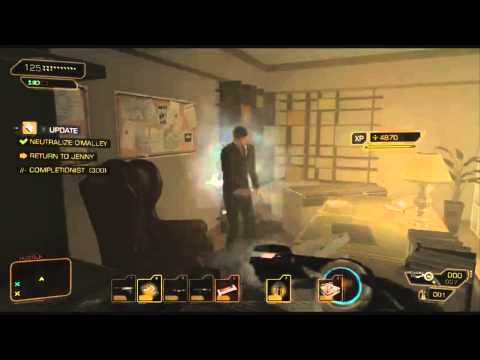 125
UPDATE
NEUTRALIZE O'MALLEY
RETURN TO JENNY
COMPLETIONIST (300)
XP + 4870
000
001